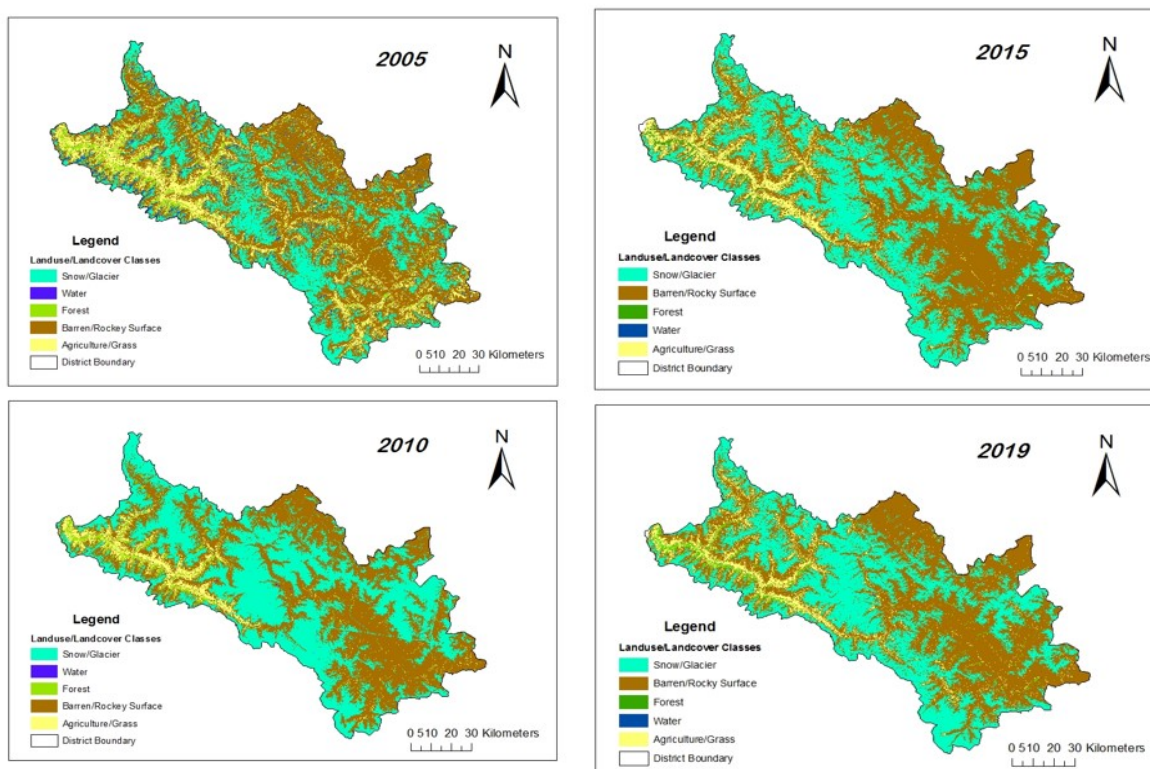 2005
N
Legend
Landuse/Landcover Classes
Snow/Glacier
Water
Forest
Barren/Rockey Surface
Agriculture/Grass
District Boundary
0 510 20 30 Kilometers
2015
N
Legend
Landuse/Landcover Classes
Snow/Glacier
Barren/Rocky Surface
Forest
Water
Agriculture/Grass
District Boundary
0 510 20 30 Kilometers
2010
N
Legend
Landuse/Landcover Classes
Snow/Glacier
Water
Forest
Barren/Rockey Surface
Agriculture/Grass
District Boundary
0 510 20 30 Kilometers
2019
N
Legend
Landuse/Landcover Classes
Snow/Glacier
Barren/Rocky Surface
Forest
Water
Agriculture/Grass
District Boundary
0 510 20 30 Kilometers